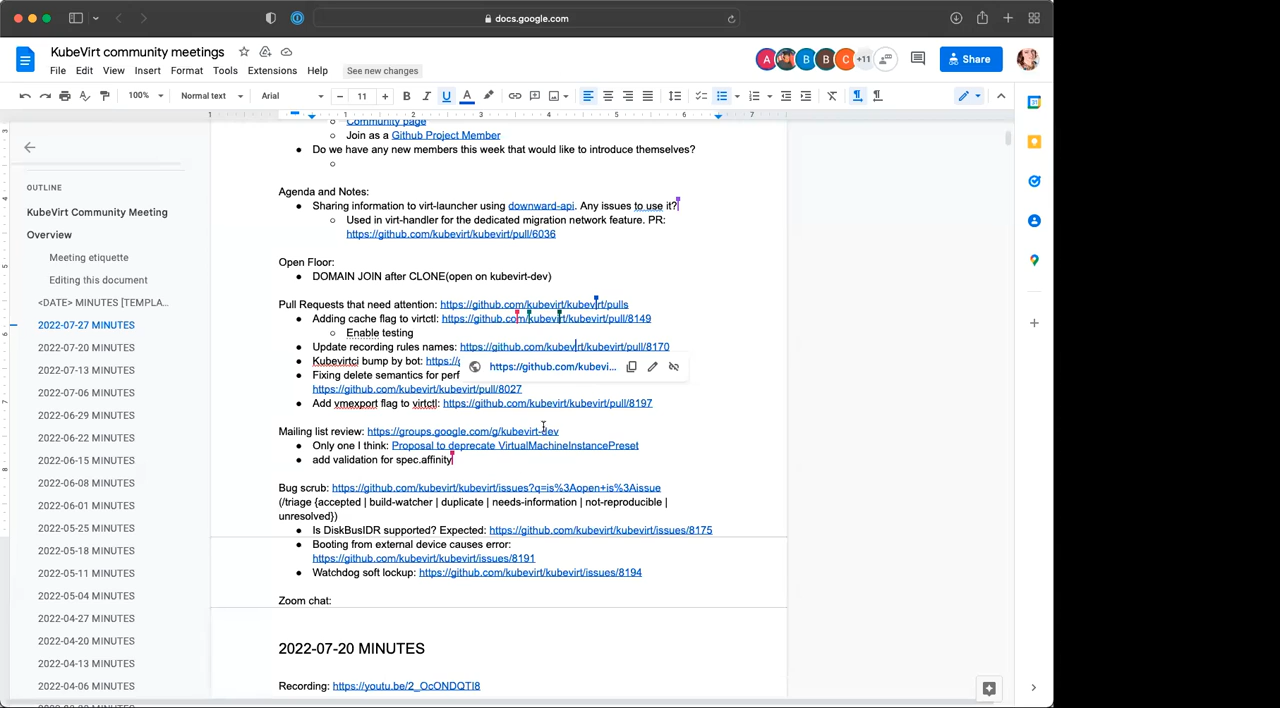 docs.google.com
KubeVirt community meetings
File Edit View Insert Format Tools Extensions Help See new changes
A B B C +11 Share
100% Normal text Arial 11 B I U A
1 1 2 3 4 5 6 7
OUTLINE
KubeVirt Community Meeting
Overview
Meeting etiquette
Editing this document
<DATE> MINUTES [TEMPLA...
2022-07-27 MINUTES
2022-07-20 MINUTES
2022-07-13 MINUTES
2022-07-06 MINUTES
2022-06-29 MINUTES
2022-06-22 MINUTES
2022-06-15 MINUTES
2022-06-08 MINUTES
2022-06-01 MINUTES
2022-05-25 MINUTES
2022-05-18 MINUTES
2022-05-11 MINUTES
2022-05-04 MINUTES
2022-04-27 MINUTES
2022-04-20 MINUTES
2022-04-13 MINUTES
2022-04-06 MINUTES
Community page
Join as a Github Project Member
Do we have any new members this week that would like to introduce themselves?
Agenda and Notes:
Sharing information to virt-launcher using downward-api. Any issues to use it?
Used in virt-handler for the dedicated migration network feature. PR:
https://github.com/kubevirt/kubevirt/pull/6036
Open Floor:
DOMAIN JOIN after CLONE(open on kubevirt-dev)
Pull Requests that need attention: https://github.com/kubevirt/kubevirt/pulls
Adding cache flag to virtctl: https://github.com/kubevirt/kubevirt/pull/8149
Enable testing
Update recording rules names: https://github.com/kubevirt/kubevirt/pull/8170
Kubevirtci bump by bot: https://g
https://github.com/kubevi...
Fixing delete semantics for perf
https://github.com/kubevirt/kubevirt/pull/8027
Add vmexport flag to virtctl: https://github.com/kubevirt/kubevirt/pull/8197
Mailing list review: https://groups.google.com/g/kubevirt-dev
Only one I think: Proposal to deprecate VirtualMachineInstancePreset
add validation for spec.affinity
Bug scrub: https://github.com/kubevirt/kubevirt/issues?q=is%3Aopen+is%3Aissue
(/triage {accepted | build-watcher | duplicate | needs-information | not-reproducible |
unresolved})
Is DiskBusIDR supported? Expected: https://github.com/kubevirt/kubevirt/issues/8175
Booting from external device causes error:
https://github.com/kubevirt/kubevirt/issues/8191
Watchdog soft lockup: https://github.com/kubevirt/kubevirt/issues/8194
Zoom chat:
2022-07-20 MINUTES
Recording: https://youtu.be/2_OcONDQTI8